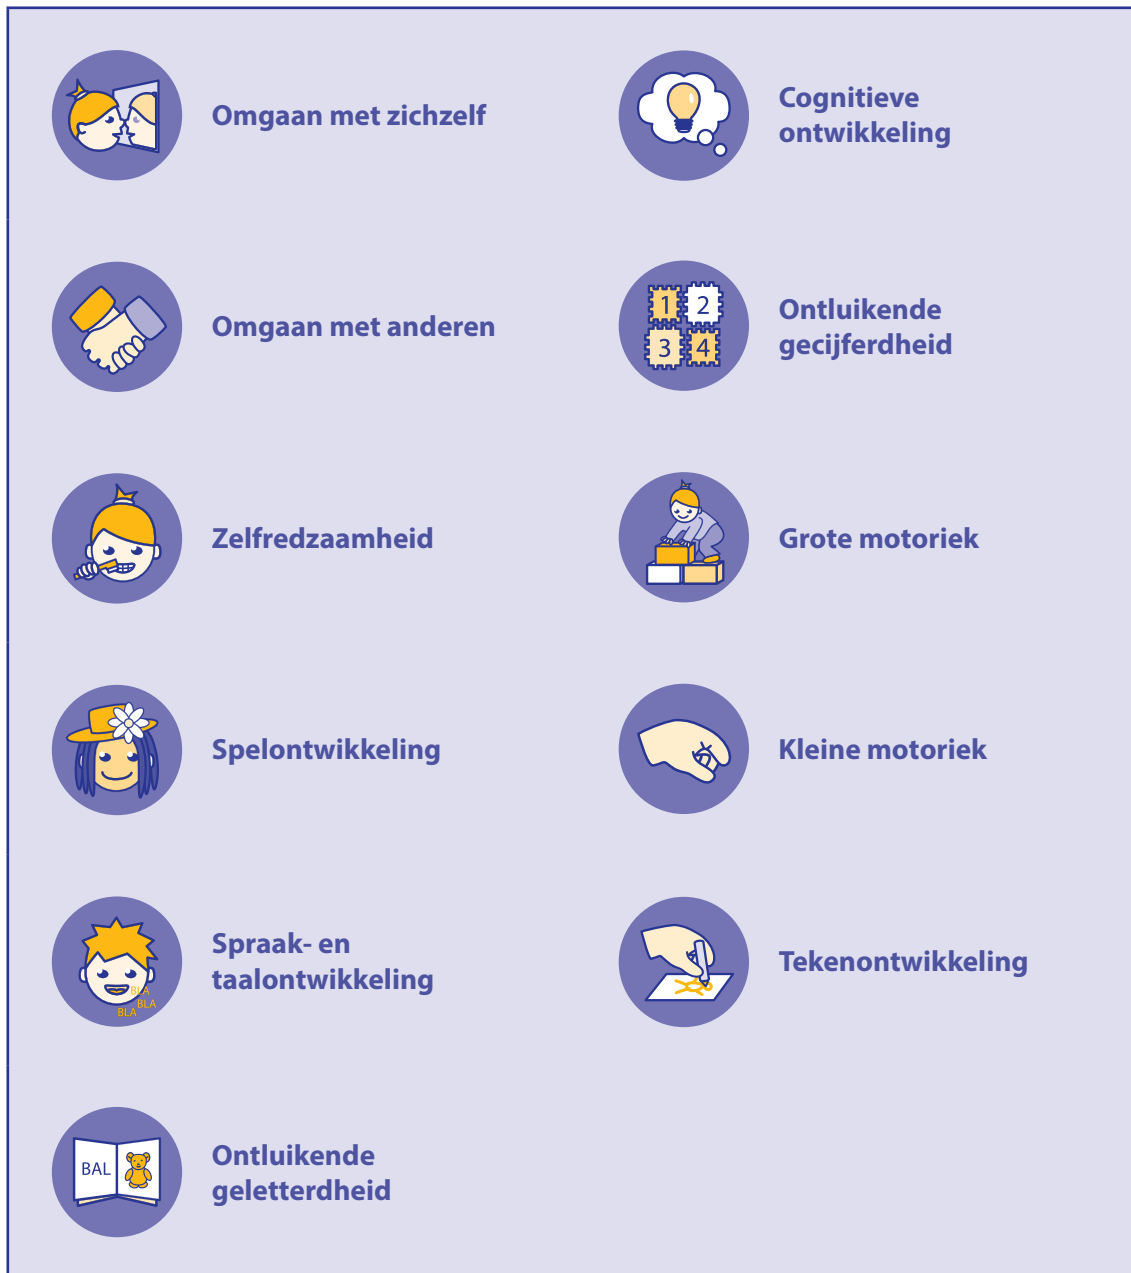 Omgaan met zichzelf
Omgaan met anderen
Zelfredzaamheid
Spelontwikkeling
BLA
BLA
BLA
Spraak- en
taalontwikkeling
BAL
Ontluikende
geletterdheid
Cognitieve
ontwikkeling
1 2
3 4
Ontluikende
gecijferdheid
Grote motoriek
Kleine motoriek
Tekenontwikkeling